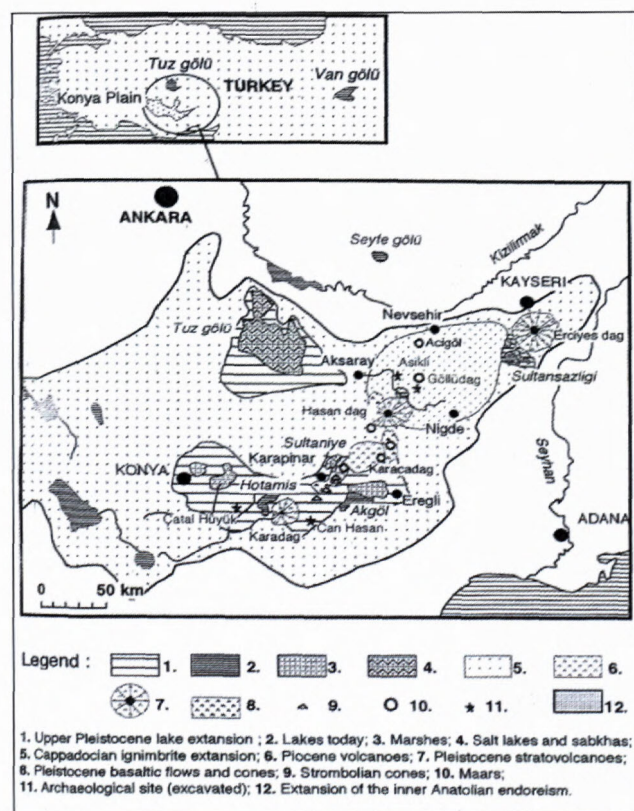 Tuz gölü
TURKEY
Van gölü
Konya Plain
N
ANKARA
Seyfe gölü
Kizilirmak
KAYSERI
Nevsehir
Tuz gölü
Acigöl
Erciyes dag
Aksaray
Asikli
Göllüdag
Sultansazligi
Hasan dag
Nigde
Sultaniye
Seyhan
KONYA
Karapinar
Karacadag
Hotamis
Eregli
ADANA
Çatal Hüyük
Akgöl
Karadag
Can Hasan
0 50 km
Legend : 1. 2. 3. 4. 5. 6.
7. 8. 9. 10. 11. 12.
1. Upper Pleistocene lake extension ; 2. Lakes today; 3. Marshes; 4. Salt lakes and sabkhas;
5. Cappadocian ignimbrite extension; 6. Plocene volcanoes; 7. Pleistocene stratovolcanoes;
8. Pleistocene basaltic flows and cones; 9. Strombolian cones; 10. Maars;
11. Archaeological site (excavated); 12. Extension of the inner Anatolian endoreism.